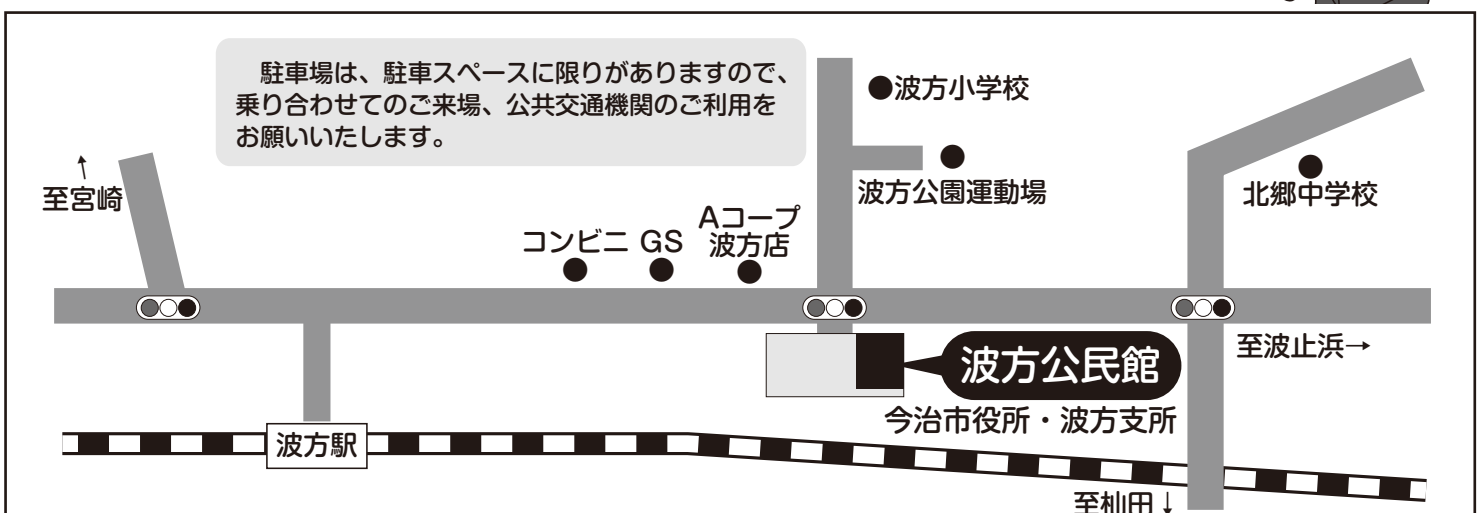 駐車場は、駐車スペースに限りがありますので、
乗り合わせてのご来場、公共交通機関のご利用を
お願いいたします。
●波方小学校
↑
至宮崎
波方公園運動場
北郷中学校
コンビニ
GS
Aコープ
波方店
至波止浜→
波方公民館
今治市役所・波方支所
波方駅
至杣田↓